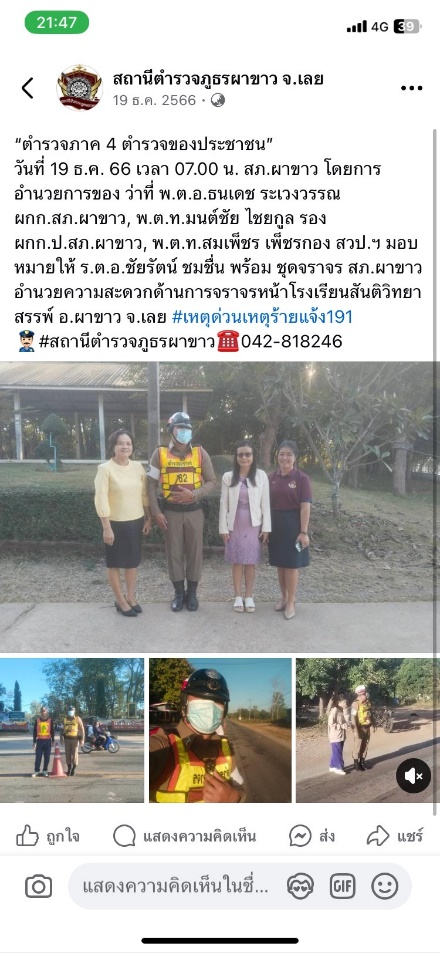 21:47
4G
39
สถานีตำรวจภูธรผาขาว จ.เลย
19 ธ.ค. 2566 ·
“ตำรวจภาค 4 ตำรวจของประชาชน”
วันที่ 19 ธ.ค. 66 เวลา 07.00 น. สภ.ผาขาว โดยการ
อำนวยการของ ว่าที่ พ.ต.อ.ธนเดช ระเวงวรรณ
ผกก.สภ.ผาขาว, พ.ต.ท.มนต์ชัย ไชยกูล รอง
ผกก.ป.สภ.ผาขาว, พ.ต.ท.สมเพ็ชร เพ็ชรกอง สวป.ฯ มอบ
หมายให้ ร.ต.อ.ชัยรัตน์ ชมชื่น พร้อม ชุดจราจร สภ.ผาขาว
อำนวยความสะดวกด้านการจราจรหน้าโรงเรียนสันติวิทยา
สรรพ์ อ.ผาขาว จ.เลย #เหตุด่วนเหตุร้ายแจ้ง191
#สถานีตำรวจภูธรผาขาว 042-818246
62
ถูกใจ
แสดงความคิดเห็น
ส่ง
แชร์
แสดงความคิดเห็นในชื่...
GIF